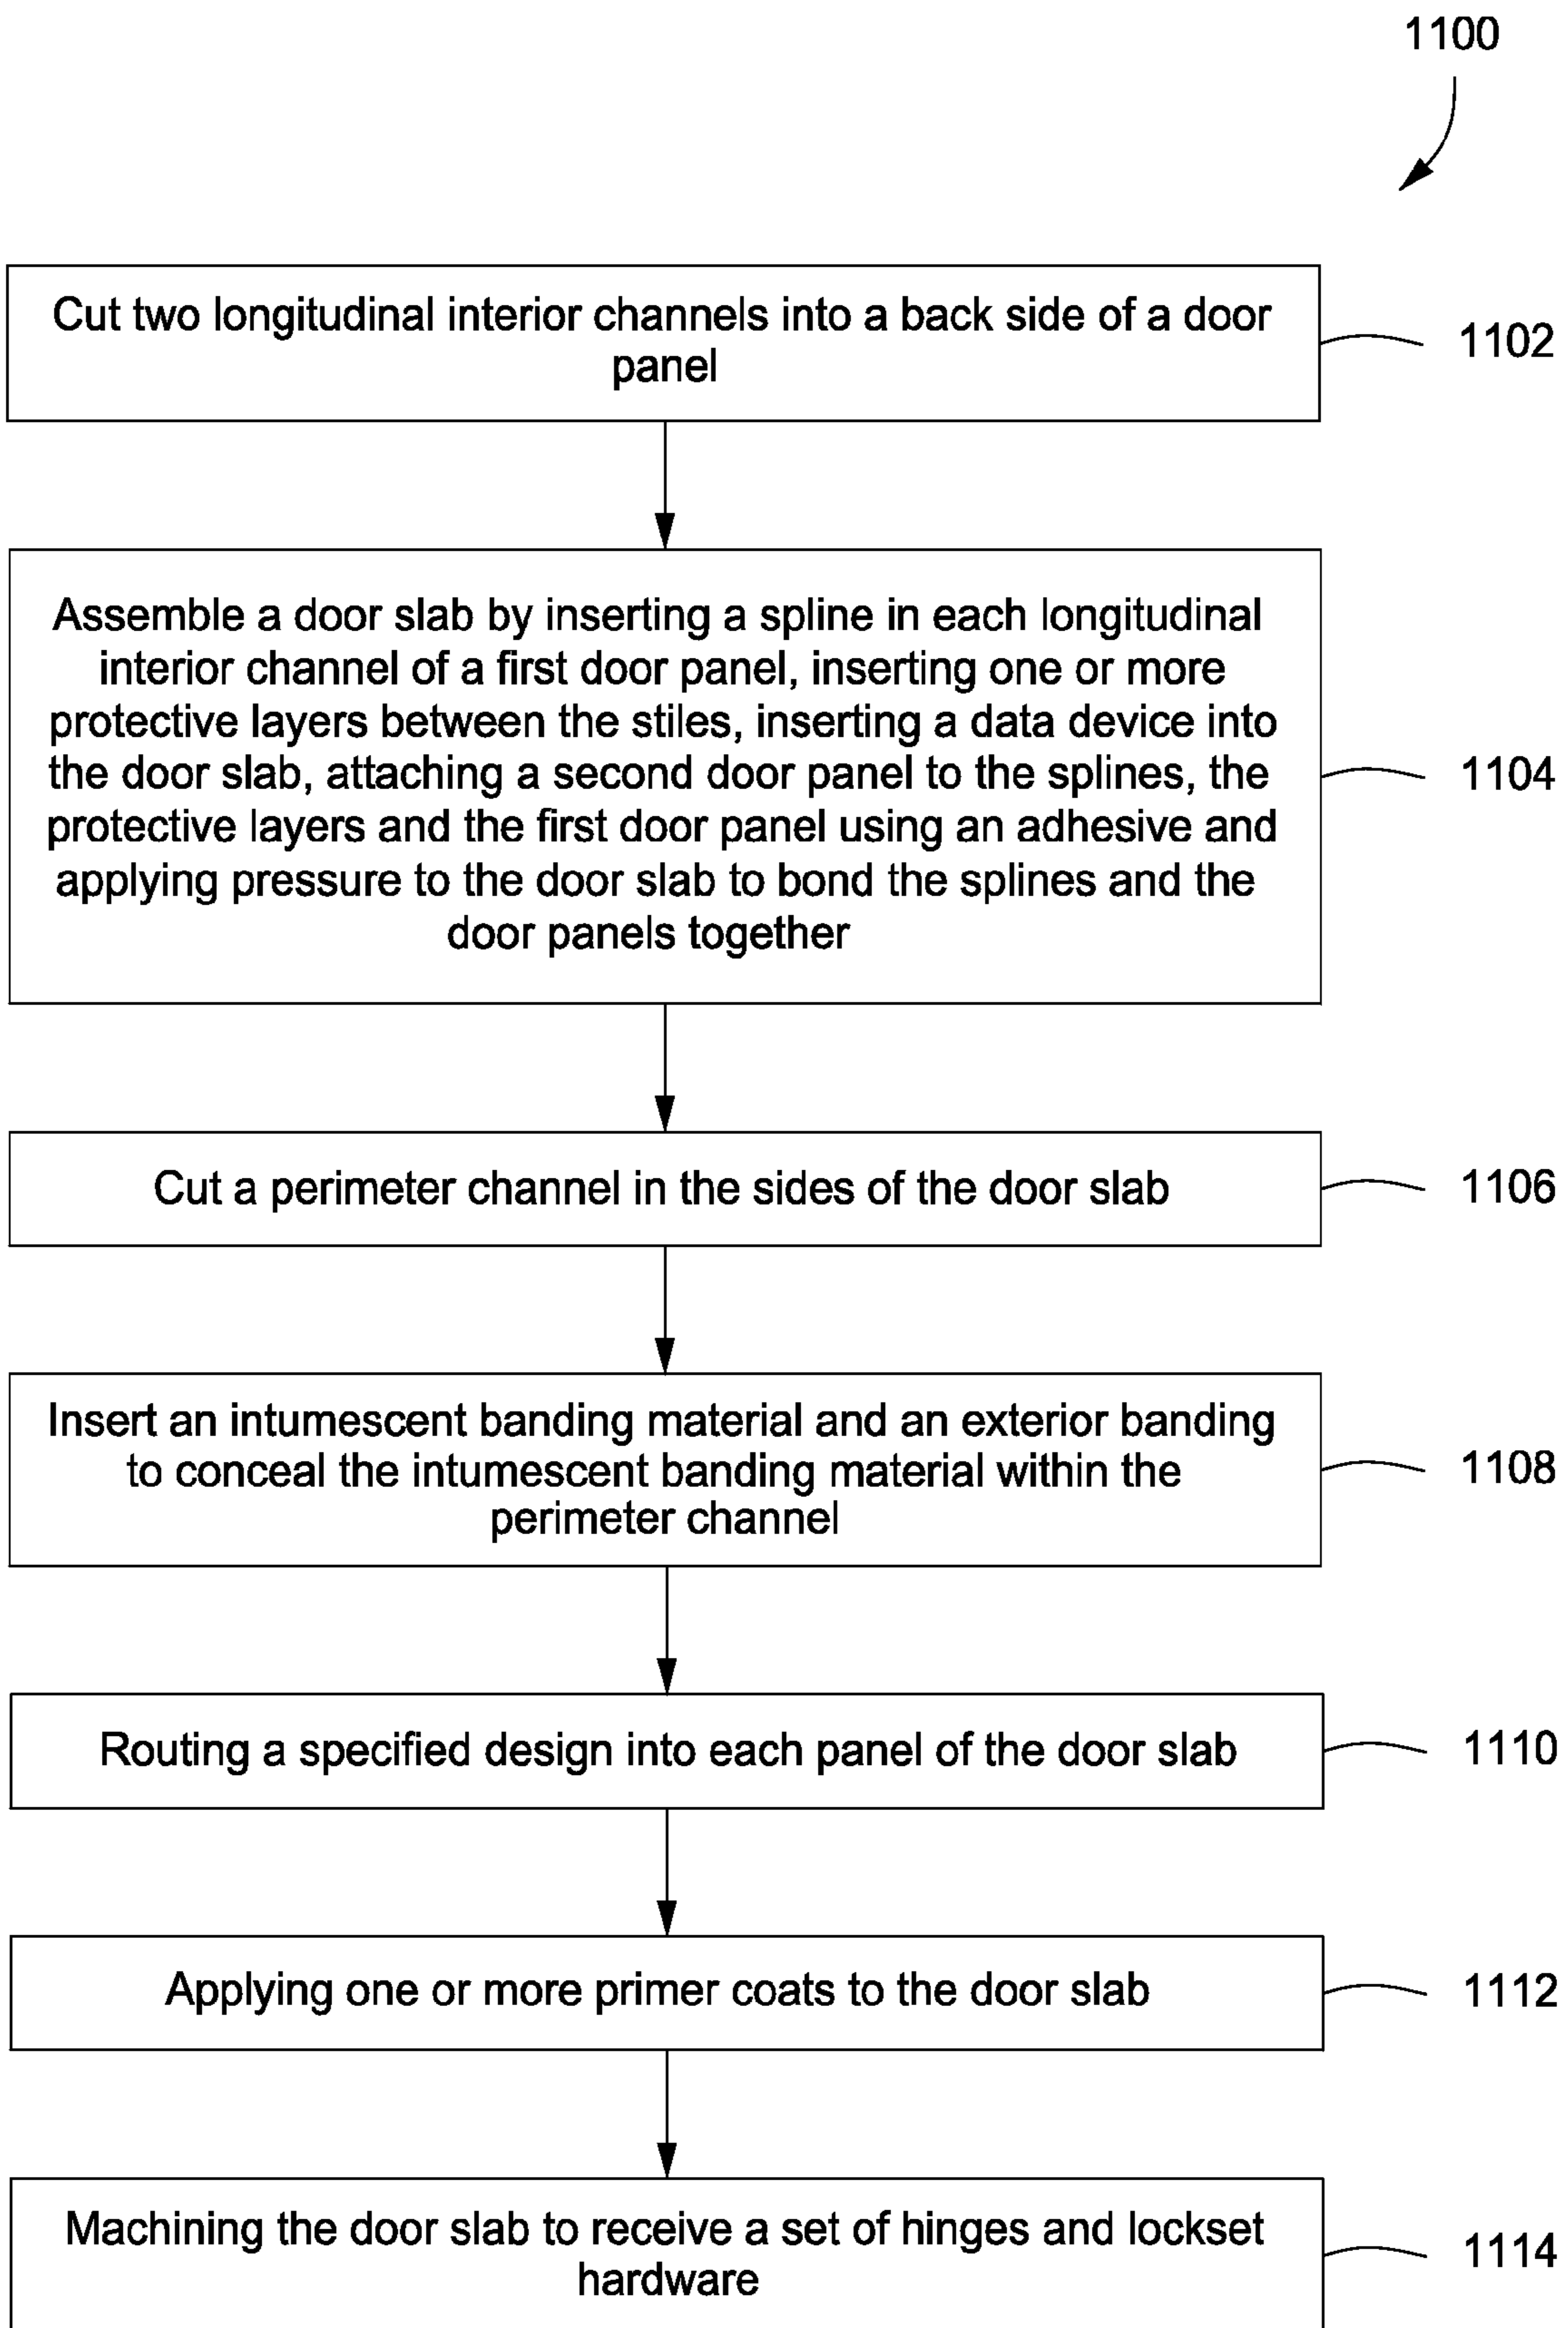 1100
Cut two longitudinal interior channels into a back side of a door
panel
1102
Assemble a door slab by inserting a spline in each longitudinal
interior channel of a first door panel, inserting one or more
protective layers between the stiles, inserting a data device into
the door slab, attaching a second door panel to the splines, the
protective layers and the first door panel using an adhesive and
applying pressure to the door slab to bond the splines and the
door panels together
1104
Cut a perimeter channel in the sides of the door slab
1106
Insert an intumescent banding material and an exterior banding
to conceal the intumescent banding material within the
perimeter channel
1108
Routing a specified design into each panel of the door slab
1110
Applying one or more primer coats to the door slab
1112
Machining the door slab to receive a set of hinges and lockset
hardware
1114